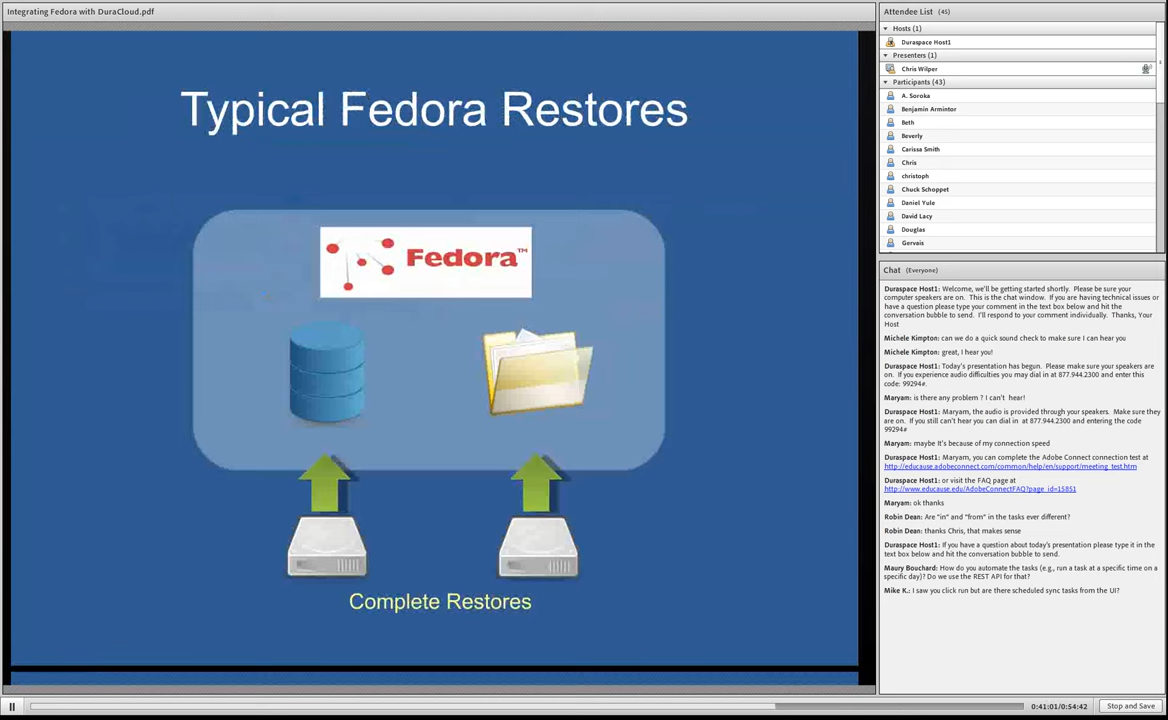 Integrating Fedora with DuraCloud.pdf
Typical Fedora Restores
Fedora™
Complete Restores
Attendee List (45)
Hosts (1)
Duraspace Host1
Presenters (1)
Chris Wilper
Participants (43)
A. Soroka
Benjamin Armintor
Beth
Beverly
Carissa Smith
Chris
christoph
Chuck Schoppet
Daniel Yule
David Lacy
Douglas
Gervais
Chat (Everyone)
Duraspace Host1: Welcome, we'll be getting started shortly. Please be sure your
computer speakers are on. This is the chat window. If you are having technical issues or
have a question please type your comment in the text box below and hit the
conversation bubble to send. I'll respond to your comment individually. Thanks, Your
Host
Michele Kimpton: can we do a quick sound check to make sure I can hear you
Michele Kimpton: great, I hear you!
Duraspace Host1: Today's presentation has begun. Please make sure your speakers are
on. If you experience audio difficulties you may dial in at 877.944.2300 and enter this
code: 99294#.
Maryam: is there any problem ? I can't hear!
Duraspace Host1: Maryam, the audio is provided through your speakers. Make sure they
are on. If you still can't hear you can dial in at 877.944.2300 and entering the code
99294#
Maryam: maybe It's because of my connection speed
Duraspace Host1: Maryam, you can complete the Adobe Connect connection test at
http://educause.adobeconnect.com/common/help/en/support/meeting_test.htm
Duraspace Host1: or visit the FAQ page at
http://www.educause.edu/AdobeConnectFAQ?page_id=15851
Maryam: ok thanks
Robin Dean: Are "in" and "from" in the tasks ever different?
Robin Dean: thanks Chris, that makes sense
Duraspace Host1: If you have a question about today's presentation please type it in the
text box below and hit the conversation bubble to send.
Maury Bouchard: How do you automate the tasks (e.g., run a task at a specific time on a
specific day)? Do we use the REST API for that?
Mike K.: I saw you click run but are there scheduled sync tasks from the UI?
0:41:01/0:54:42
Stop and Save